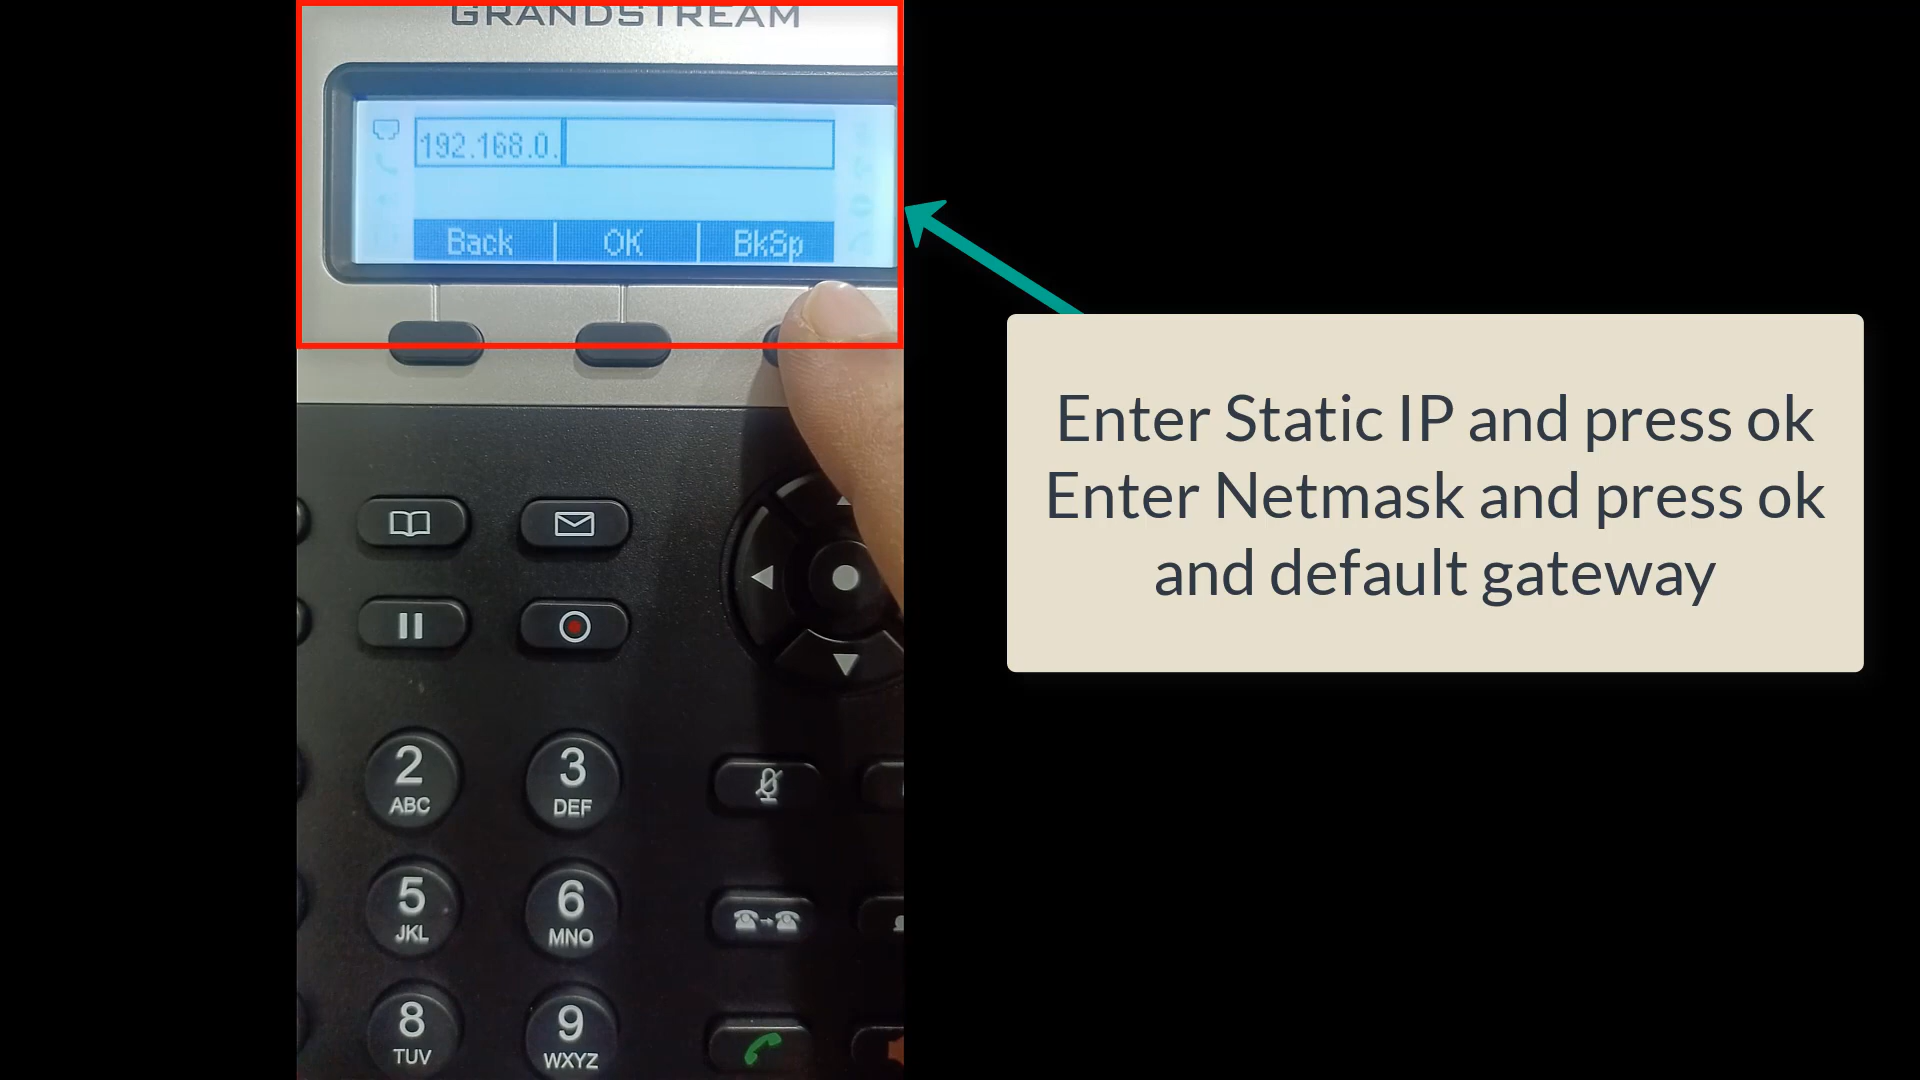 GRANDSTREAM
192.168.0.
Back OK BkSp
Enter Static IP and press ok
Enter Netmask and press ok
and default gateway
2 3
ABC DEF
5 6
JKL MNO
8 9
TUV WXYZ